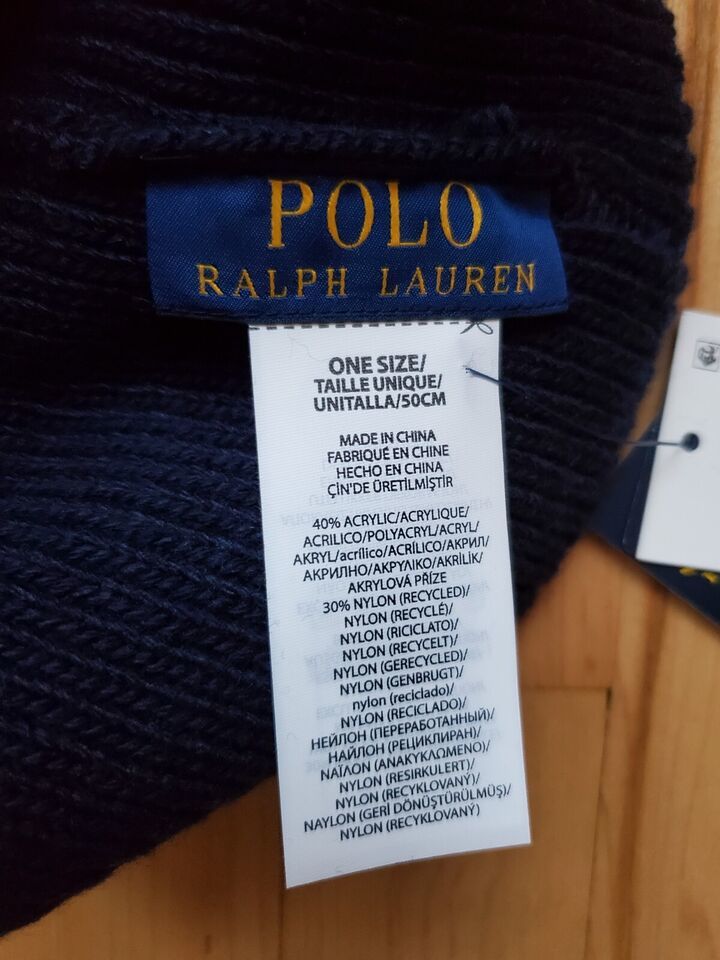 POLO
RALPH LAUREN
ONE SIZE/
TAILLE UNIQUE/
UNITALLA/50CM
MADE IN CHINA
FABRIQUÉ EN CHINE
HECHO EN CHINA
ÇİN'DE ÜRETİLMİŞTİR
40% ACRYLIC/ACRYLIQUE/
ACRILICO/POLYACRYL/ACRYL/
AKRYL/acrílico/ACRÍLICO/АКРИЛ/
АКРИЛНО/ΑΚΡΥΛΙΚΟ/AKRİLİK/
AKRYLOVÁ PŘÍZE
30% NYLON (RECYCLED)/
NYLON (RECYCLÉ)/
NYLON (RICICLATO)/
NYLON (RECYCELT)/
NYLON (GERECYCLED)/
NYLON (GENBRUGT)/
nylon (reciclado)/
NYLON (RECICLADO)/
НЕЙЛОН (ПЕРЕРАБОТАННЫЙ)/
НАЙЛОН (РЕЦИКЛИРАН)/
ΝΑΪΛΟΝ (ΑΝΑΚΥΚΛΩΜΕΝΟ)/
NYLON (RESIRKULERT)/
NYLON (RECYKLOVANÝ)/
NAYLON (GERİ DÖNÜŞTÜRÜLMÜŞ)/
NYLON (RECYKLOVANÝ)